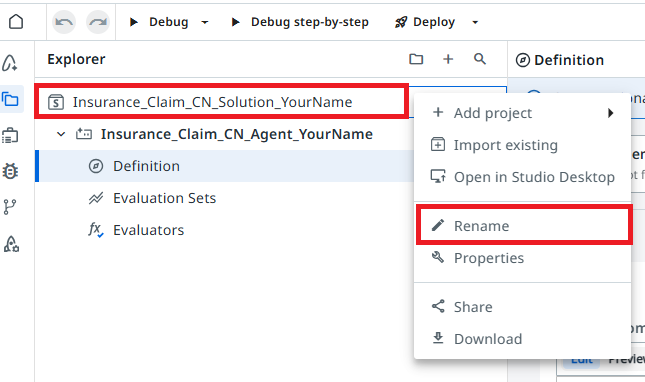 Debug
Debug step-by-step
Deploy
Explorer
Definition
Insurance_Claim_CN_Solution_YourName
Insurance_Claim_CN_Agent_YourName
Definition
Evaluation Sets
Evaluators
Add project
Import existing
Open in Studio Desktop
Rename
Properties
Share
Download
Edit